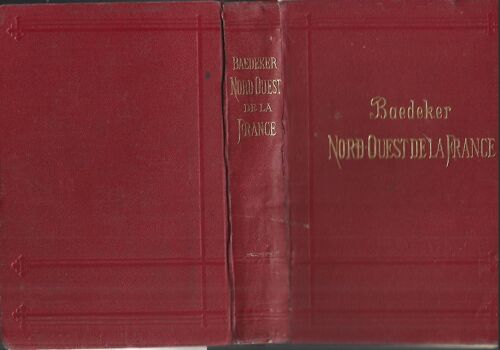 BAEDEKER
NORD-OUEST
DE LA
FRANCE
Baedeker
NORD-OUEST DE LA FRANCE